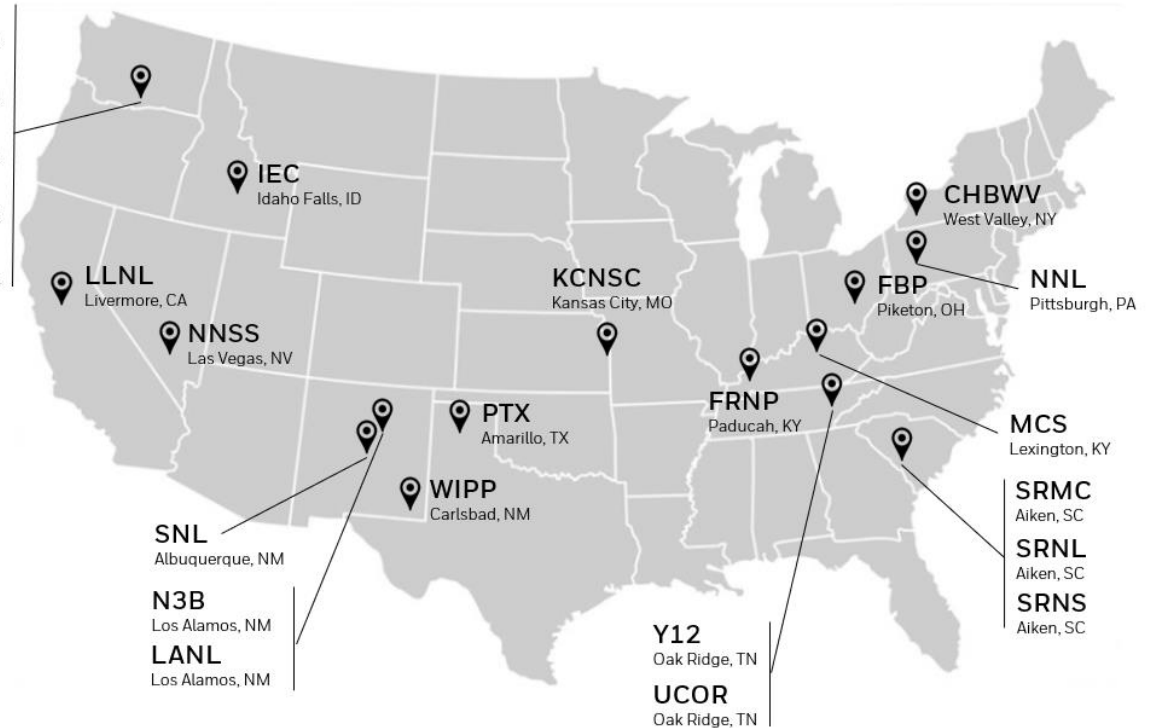 IEC
Idaho Falls, ID
LLNL
Livermore, CA
NNSS
Las Vegas, NV
KCNSC
Kansas City, MO
CHBWV
West Valley, NY
NNL
Pittsburgh, PA
FBP
Piketon, OH
FRNP
Paducah, KY
PTX
Amarillo, TX
MCS
Lexington, KY
WIPP
Carlsbad, NM
SRMC
Aiken, SC
SRNL
Aiken, SC
SRNS
Aiken, SC
SNL
Albuquerque, NM
N3B
Los Alamos, NM
LANL
Los Alamos, NM
Y12
Oak Ridge, TN
UCOR
Oak Ridge, TN